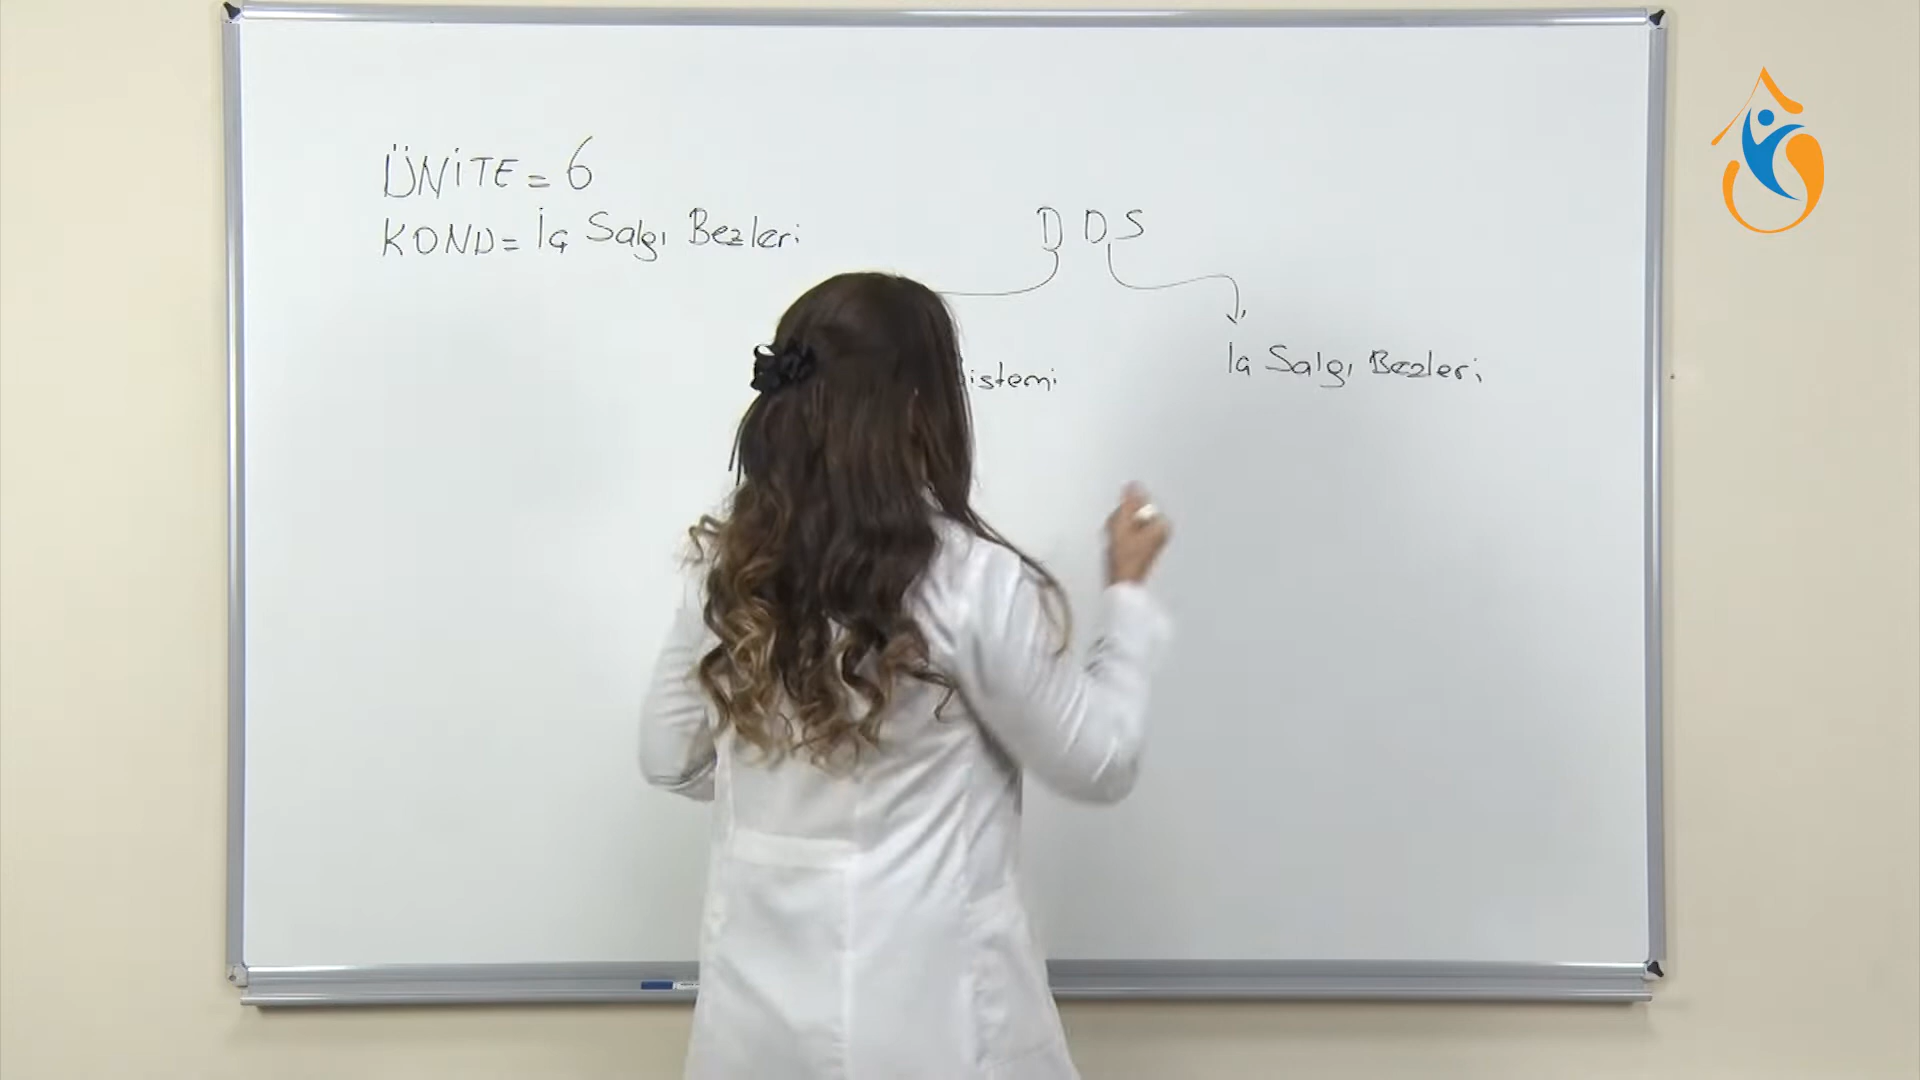 ÜNİTE = 6
KONU = İç Salgı Bezleri
D D S
istemi
İç Salgı Bezleri